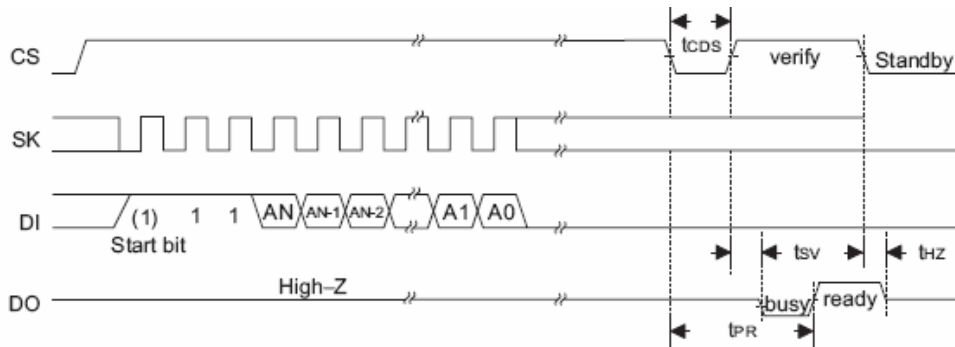 CS tCDS verify Standby
SK
DI (1) 1 1 AN AN-1 AN-2 A1 A0
Start bit
tSV tHZ
DO High–Z busy ready
tPR